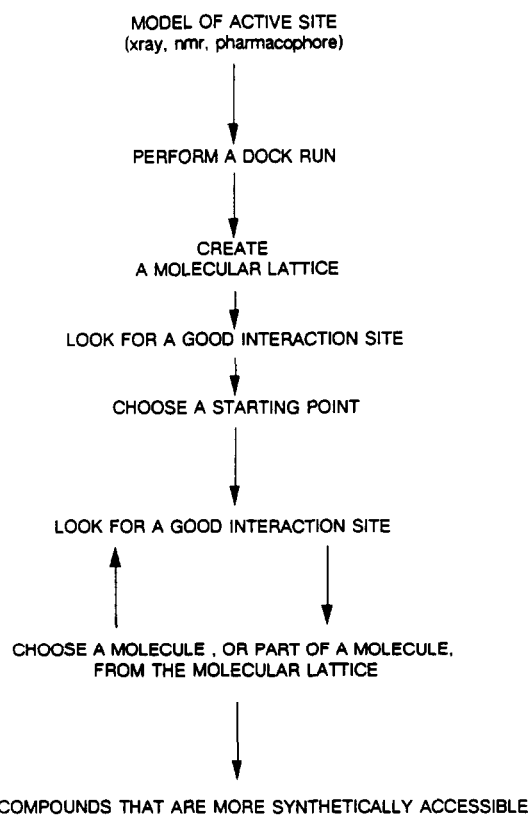 MODEL OF ACTIVE SITE
(xray, nmr, pharmacophore)
PERFORM A DOCK RUN
CREATE
A MOLECULAR LATTICE
LOOK FOR A GOOD INTERACTION SITE
CHOOSE A STARTING POINT
LOOK FOR A GOOD INTERACTION SITE
CHOOSE A MOLECULE , OR PART OF A MOLECULE,
FROM THE MOLECULAR LATTICE
COMPOUNDS THAT ARE MORE SYNTHETICALLY ACCESSIBLE